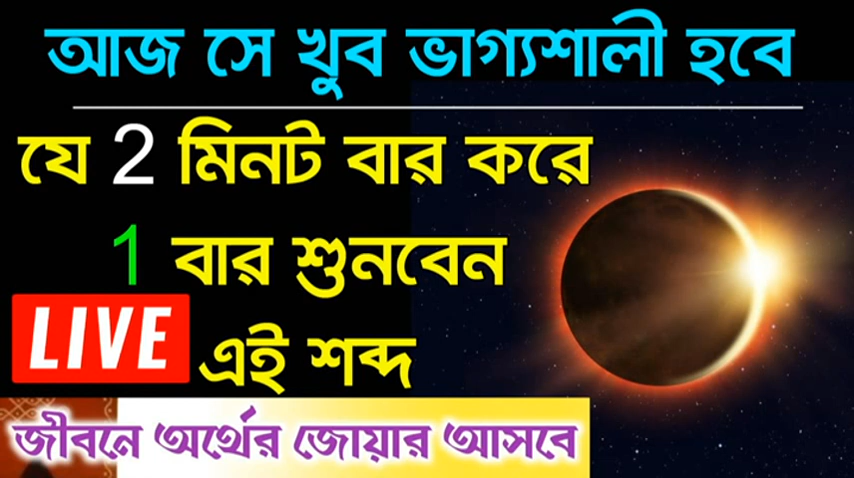 আজ সে খুব ভাগ্যশালী হবে
যে 2 মিনট বার করে
1 বার শুনবেন
LIVE এই শব্দ
জীবনে অর্থের জোয়ার আসবে